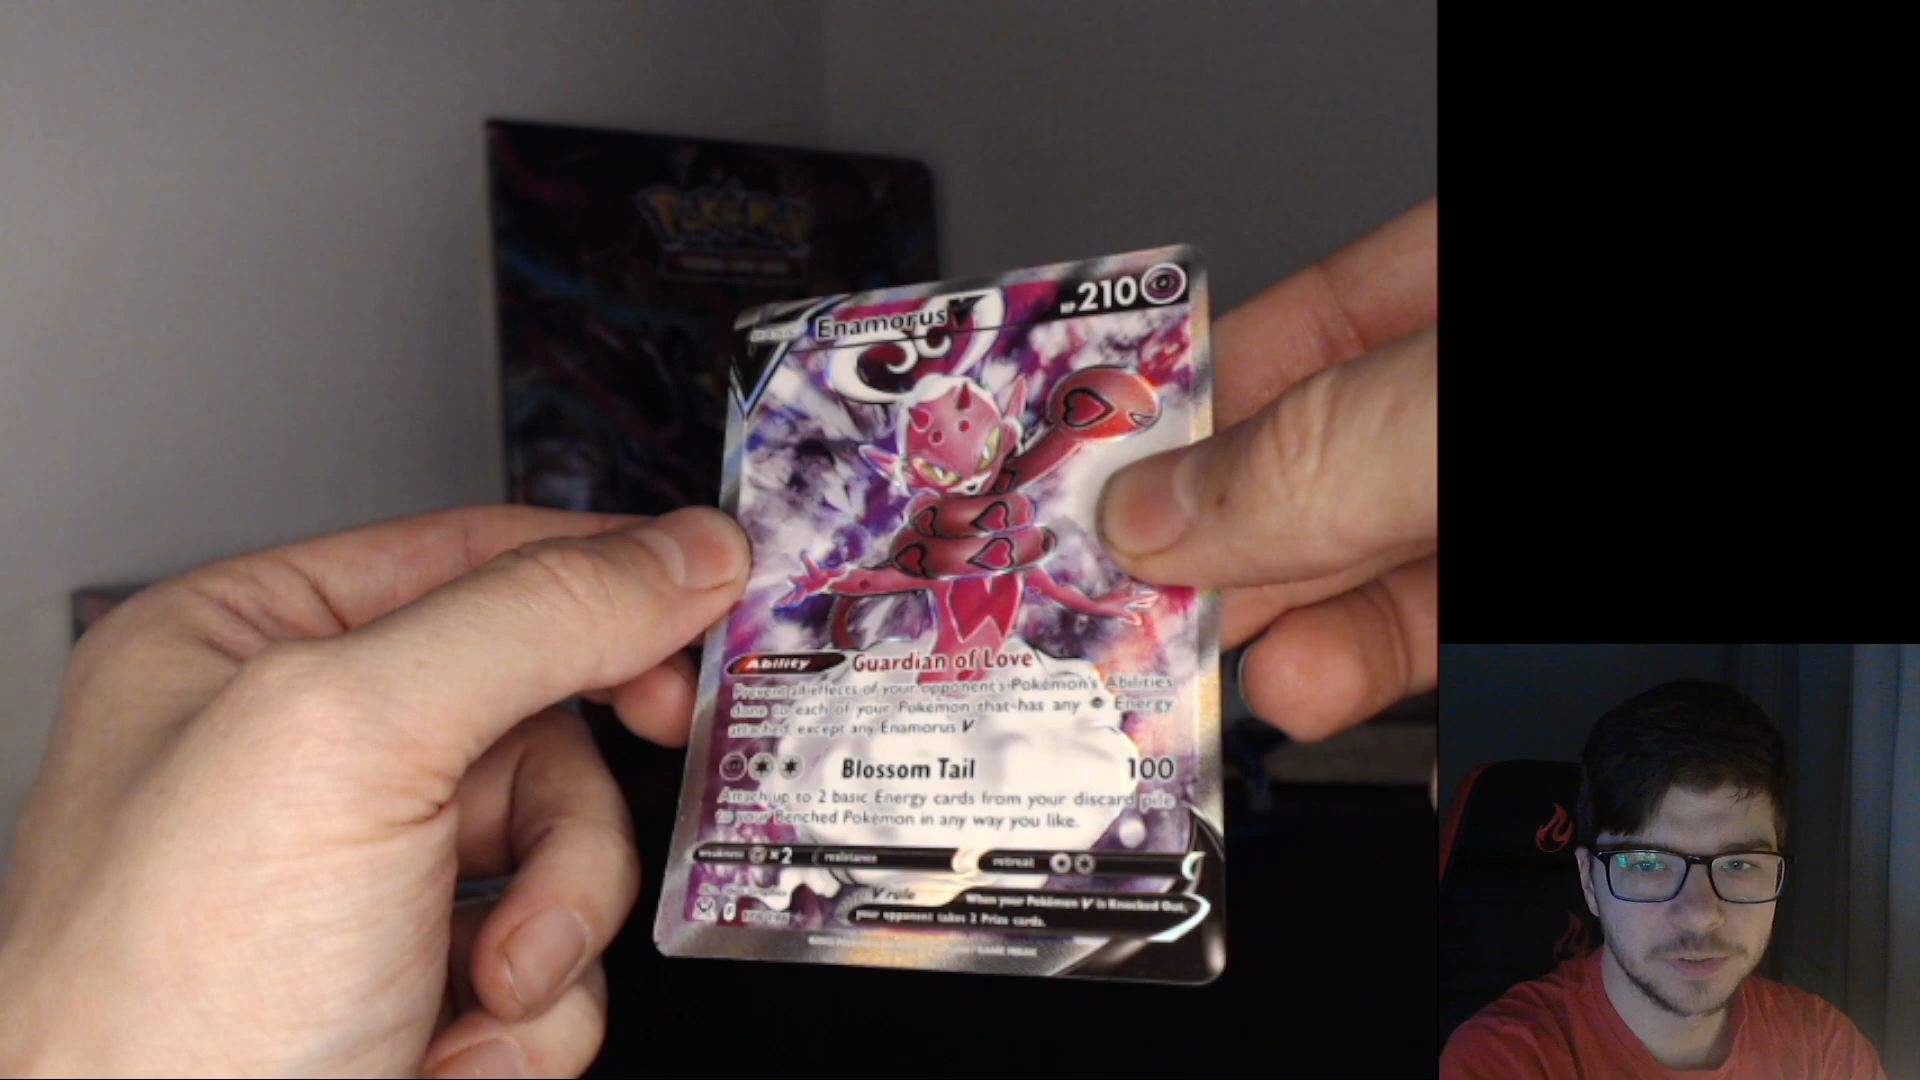 Pokémon
BASIC Enamorus V HP 210
Ability Guardian of Love
Prevent all effects of your opponent's Pokémon's Abilities
done to each of your Pokémon that has any Energy
attached, except any Enamorus V.
Blossom Tail 100
Attach up to 2 basic Energy cards from your discard pile
to your Benched Pokémon in any way you like.
weakness ×2 resistance retreat
V rule When your Pokémon V is Knocked Out,
your opponent takes 2 Prize cards.